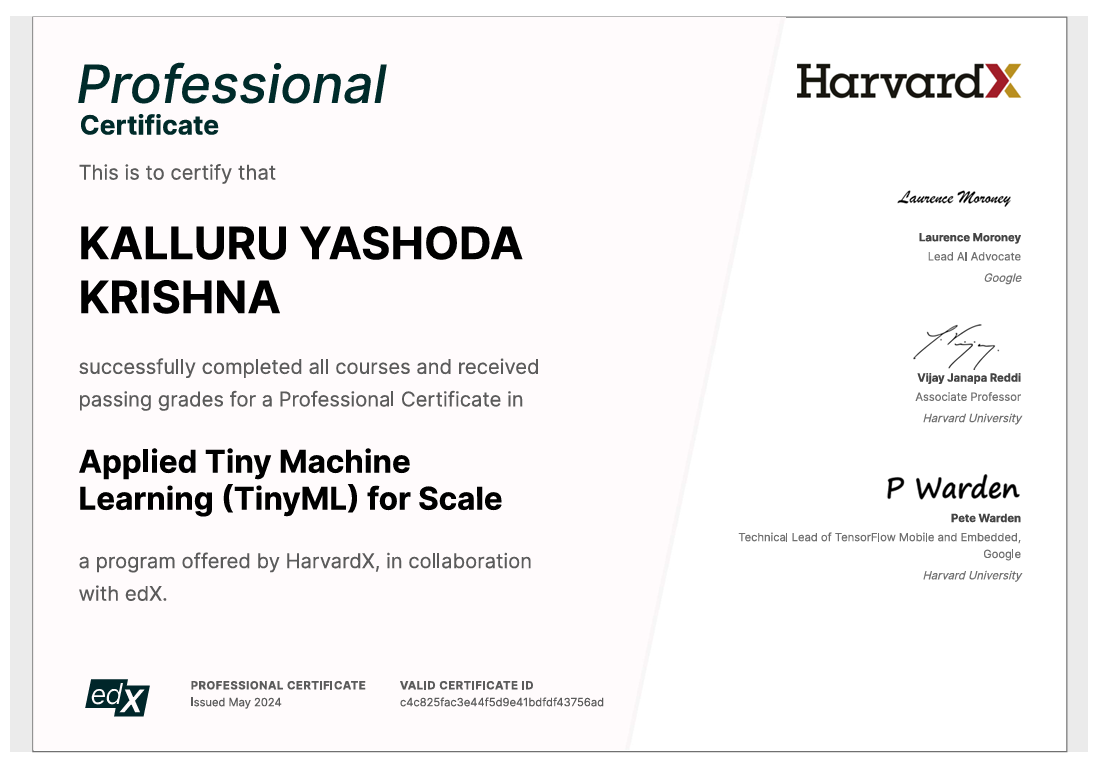 Professional
Certificate
This is to certify that
KALLURU YASHODA
KRISHNA
successfully completed all courses and received
passing grades for a Professional Certificate in
Applied Tiny Machine
Learning (TinyML) for Scale
a program offered by HarvardX, in collaboration
with edX.
edX
PROFESSIONAL CERTIFICATE
Issued May 2024
VALID CERTIFICATE ID
c4c825fac3e44f5d9e41bdfdf43756ad
HarvardX
Laurence Moroney
Laurence Moroney
Lead AI Advocate
Google
Vijay Janapa Reddi
Associate Professor
Harvard University
P Warden
Pete Warden
Technical Lead of TensorFlow Mobile and Embedded,
Google
Harvard University